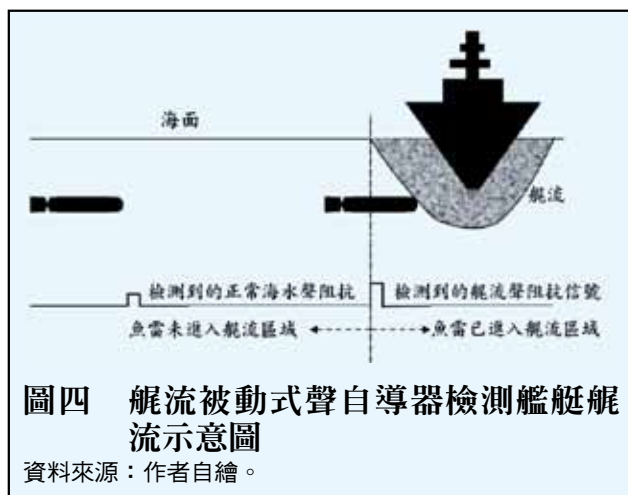 海面
艉流
檢測到的正常海水聲阻抗
檢測到的艉流聲阻抗信號
魚雷未進入艉流區域
魚雷已進入艉流區域
圖四 艉流被動式聲自導器檢測艦艇艉
流示意圖
資料來源：作者自繪。